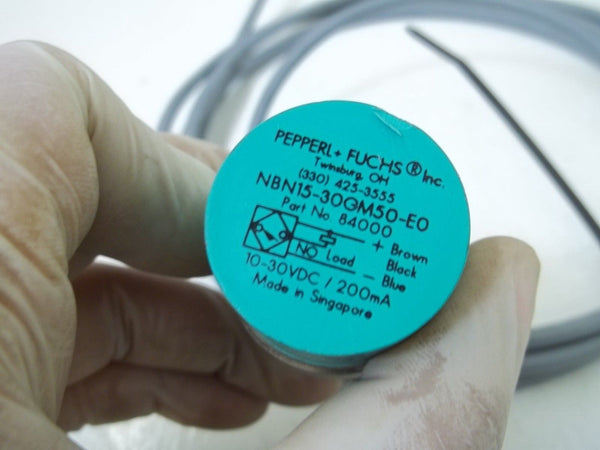 PEPPERL + FUCHS ® Inc.
Twinsburg, OH
(330) 425-3555
NBN15-30GM50-E0
Part No. 84000
+ Brown
NO Load Black
- Blue
10-30VDC / 200mA
Made in Singapore